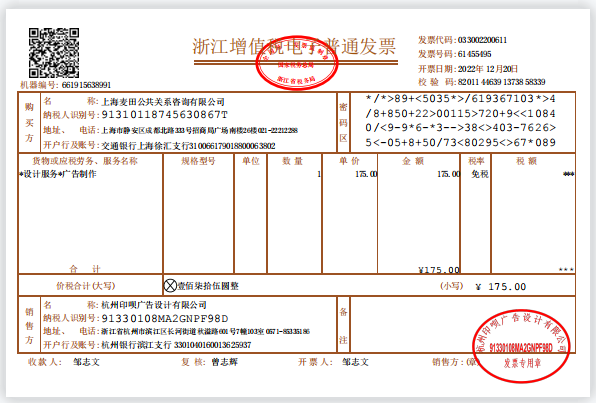 浙江增值税电子普通发票
国家税务总局
浙江省税务局
发票代码：033002200611
发票号码：61455495
开票日期：2022年12月20日
校 验 码：82011 44639 13738 58339
机器编号：661915638991
购买方
名 称：上海麦田公共关系咨询有限公司
纳税人识别号：91310118745630867T
地址、 电话：上海市静安区成都北路333号招商局广场南楼26楼 021-22212288
开户行及账号：交通银行上海徐汇支行310066179018800063802
密码区
*/*>89+<5035*>/619367103*>4
/8+850+22>00115>720+9<<1084
0/<9-9*6-*3-->38<>403-7626>
5<-05+8+50/73<80295<>67*089
货物或应税劳务、服务名称 规格型号 单位 数 量 单 价 金 额 税率 税 额
*设计服务*广告制作 1 175.00 175.00 免税 ***
合 计 ¥175.00 ***
价税合计(大写) 壹佰柒拾伍圆整 (小写) ¥ 175.00
销售方
名 称：杭州印呗广告设计有限公司
纳税人识别号：91330108MA2GNPF98D
地址、 电话：浙江省杭州市滨江区长河街道秋溢路601号7幢103室 0571-85335186
开户行及账号：杭州银行滨江支行 3301040160013625937
备注
收款人：邹志文 复 核：曾志辉 开 票 人：邹志文 销售方：(章)
杭州印呗广告设计有限公司
91330108MA2GNPF98D
发票专用章